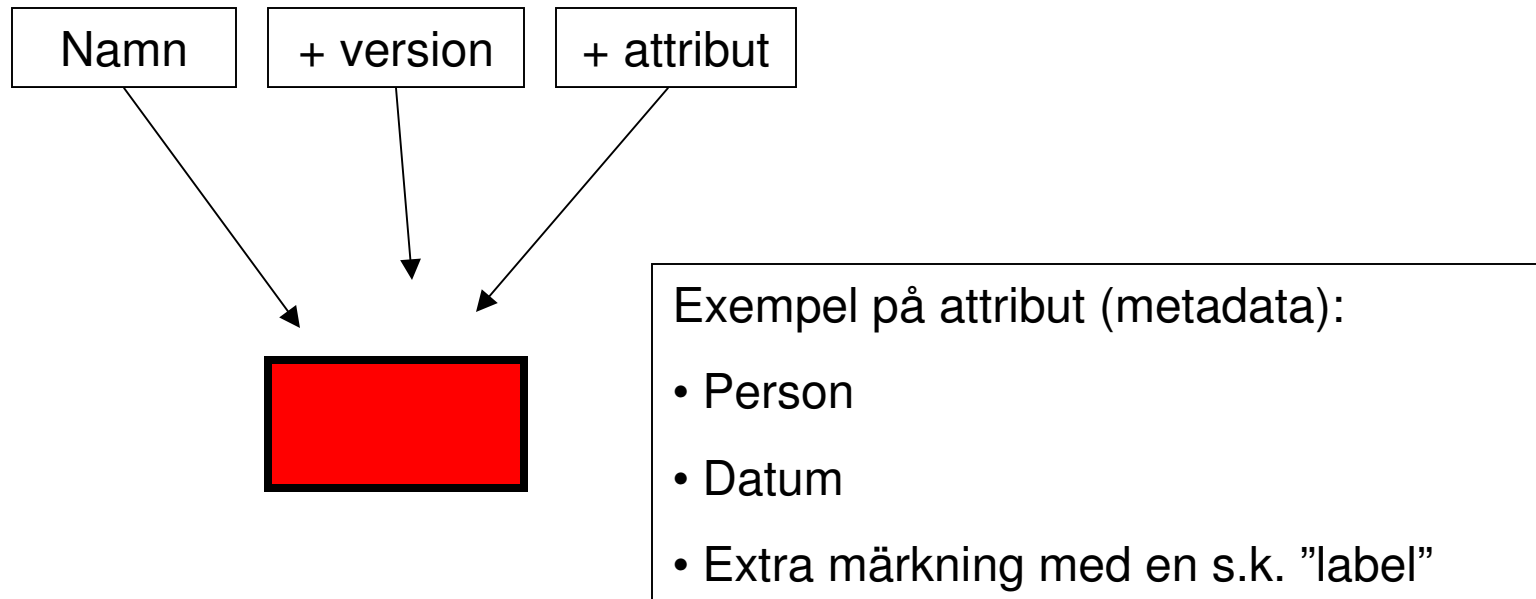 Namn
+ version
+ attribut
Exempel på attribut (metadata):
• Person
• Datum
• Extra märkning med en s.k. ”label”